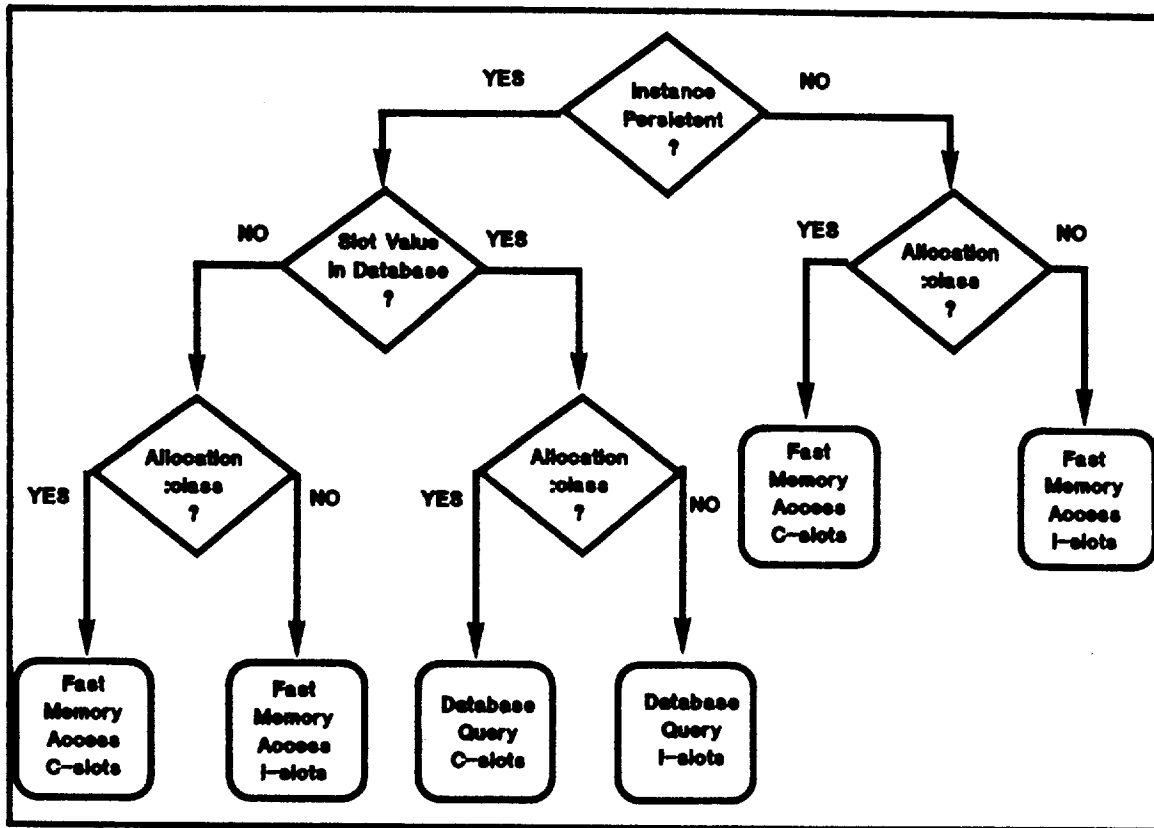 YES
NO
Instance
Persistent
?
NO
Slot Value
in Database
?
YES
YES
Allocation
:class
?
NO
YES
Allocation
:class
?
NO
YES
Allocation
:class
?
NO
Fast
Memory
Access
C-slots
Fast
Memory
Access
I-slots
Fast
Memory
Access
C-slots
Fast
Memory
Access
I-slots
Database
Query
C-slots
Database
Query
I-slots